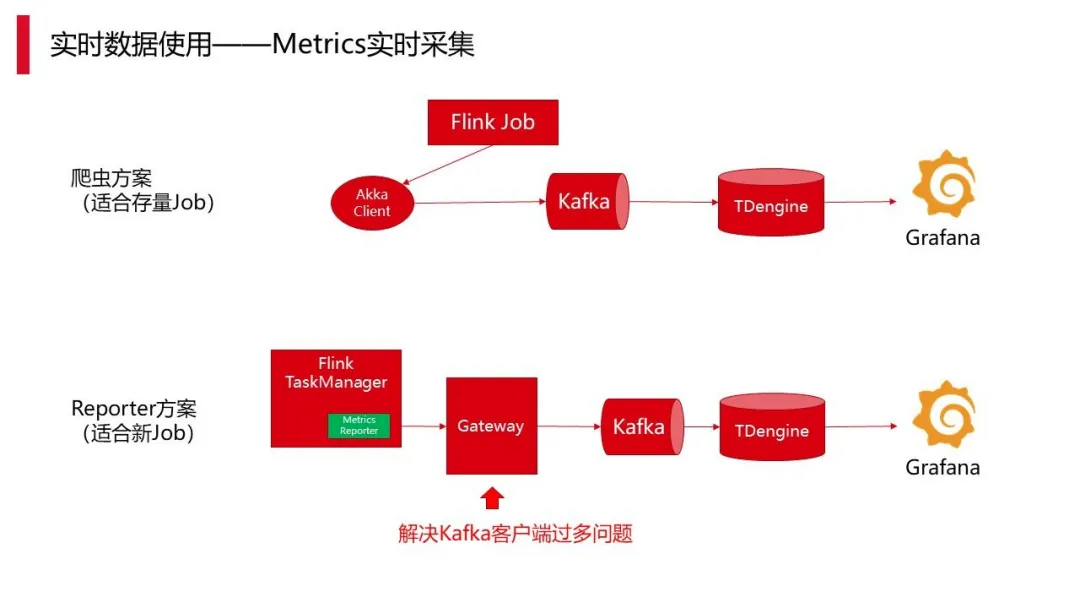 实时数据使用——Metrics实时采集
爬虫方案
（适合存量Job）
Flink Job
Akka
Client
Kafka
TDengine
Grafana
Reporter方案
（适合新Job）
Flink
TaskManager
Metrics
Reporter
Gateway
Kafka
TDengine
Grafana
解决Kafka客户端过多问题